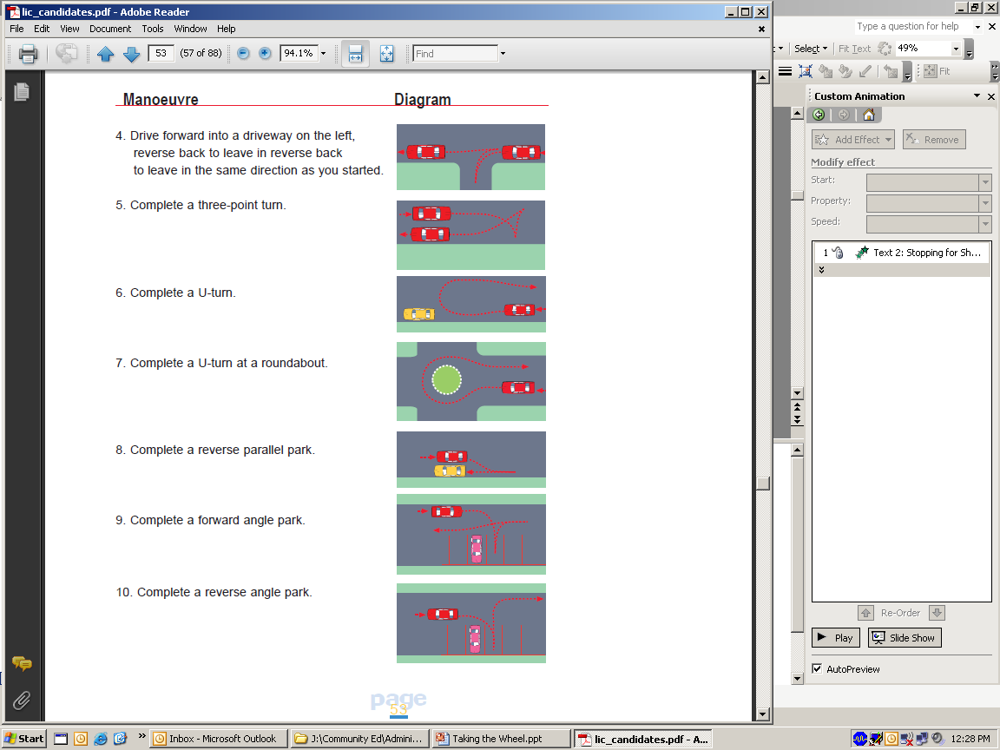 lic_candidates.pdf - Adobe Reader
File Edit View Document Tools Window Help
Type a question for help
53 (57 of 88) 94.1% Find
Select Fit Text 49%
Fit
Manoeuvre Diagram
4. Drive forward into a driveway on the left,
reverse back to leave in reverse back
to leave in the same direction as you started.
5. Complete a three-point turn.
6. Complete a U-turn.
7. Complete a U-turn at a roundabout.
8. Complete a reverse parallel park.
9. Complete a forward angle park.
10. Complete a reverse angle park.
page
53
Custom Animation
Add Effect Remove
Modify effect
Start:
Property:
Speed:
1 Text 2: Stopping for Sh...
Re-Order
Play Slide Show
AutoPreview
Start Inbox - Microsoft Outlook J:\Community Ed\Admini... Taking the Wheel.ppt lic_candidates.pdf - A... 12:28 PM